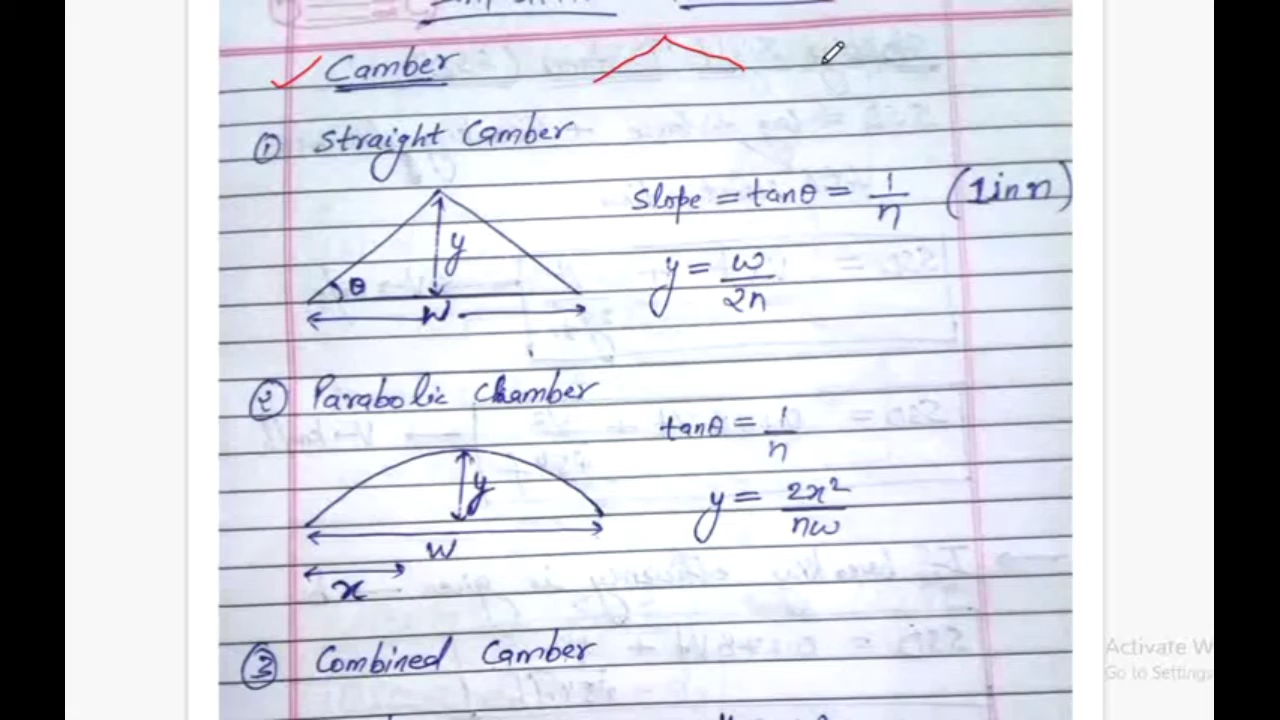 Camber
① Straight Camber
Slope = tanθ = 1/n (1 in n)
y
y = w/2n
θ
W
② Parabolic Chamber
tanθ = 1/n
y
y = 2x²/nw
W
x
③ Combined Camber
Activate W
Go to Settings